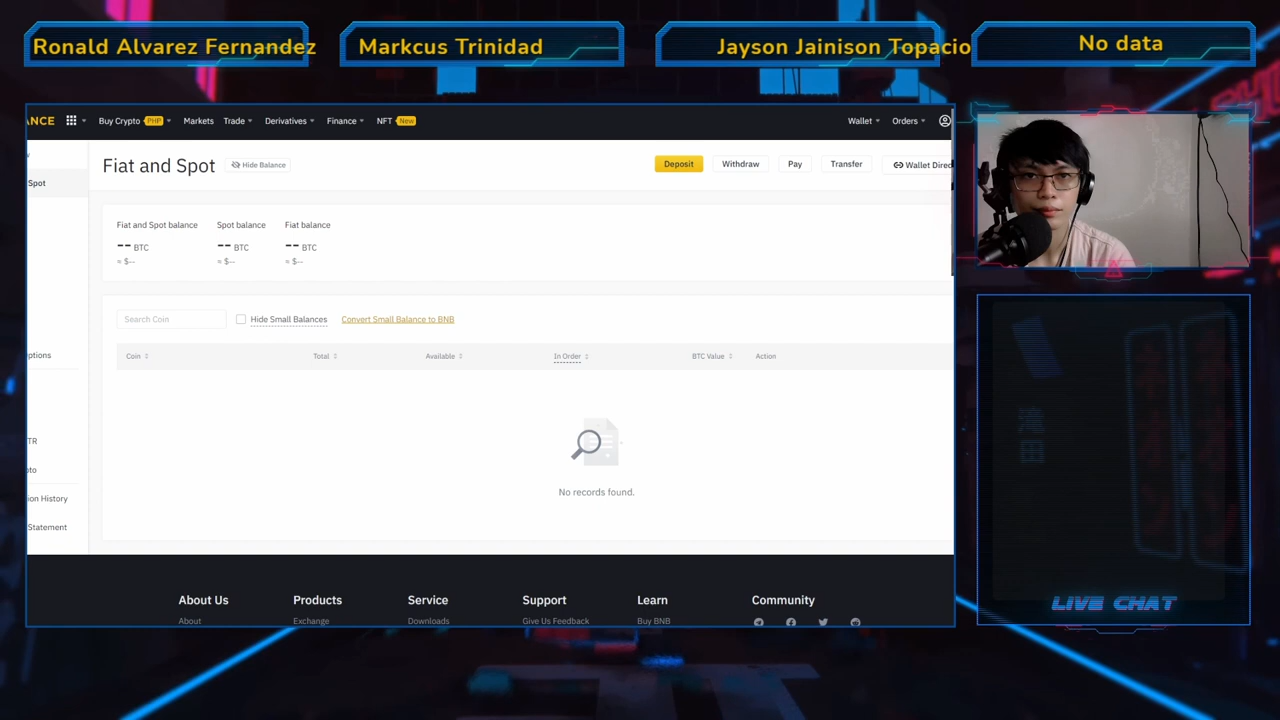 Ronald Alvarez Fernandez
Markcus Trinidad
Jayson Jainison Topacio
No data
ANCE
Buy Crypto PHP
Markets
Trade
Derivatives
Finance
NFT New
Wallet
Orders
Spot
Fiat and Spot
Hide Balance
Deposit
Withdraw
Pay
Transfer
Wallet Direc
Fiat and Spot balance
Spot balance
Fiat balance
-- BTC
-- BTC
-- BTC
≈ $--
≈ $--
≈ $--
Search Coin
Hide Small Balances
Convert Small Balance to BNB
ptions
Coin
Total
Available
In Order
BTC Value
Action
TR
pto
ion History
Statement
No records found.
LIVE CHAT
About Us
Products
Service
Support
Learn
Community
About
Exchange
Downloads
Give Us Feedback
Buy BNB